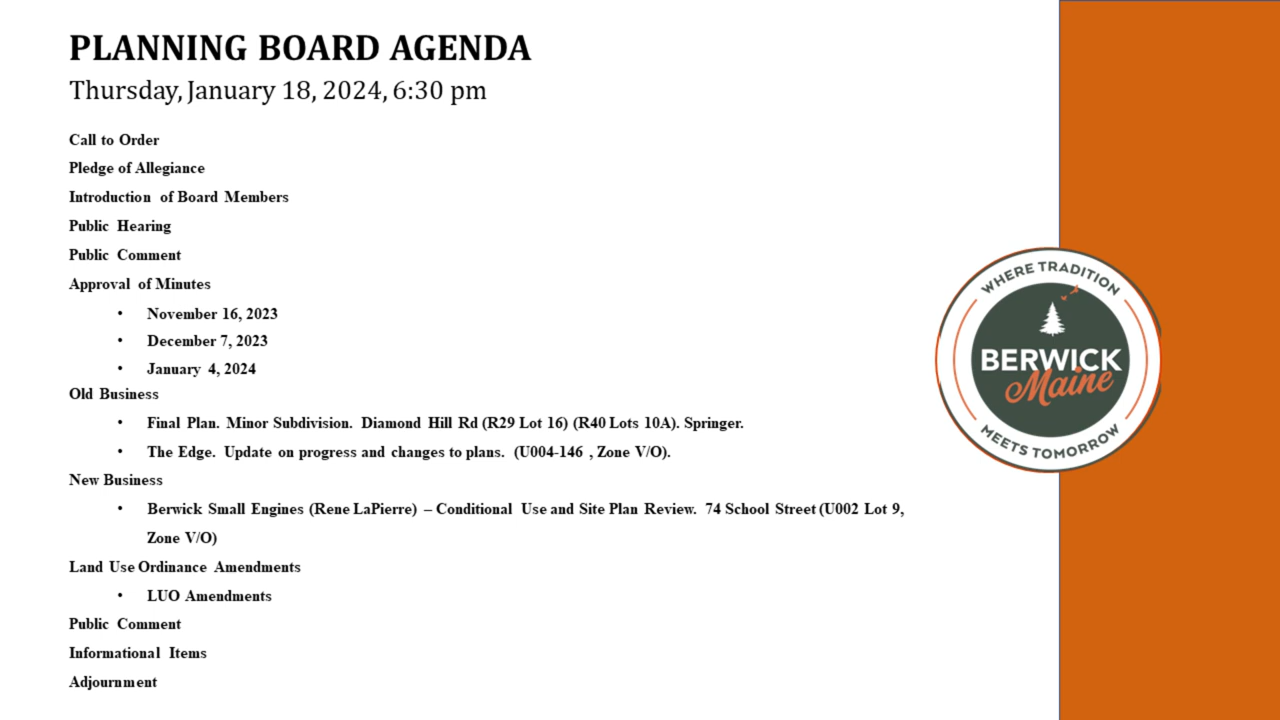 PLANNING BOARD AGENDA
Thursday, January 18, 2024, 6:30 pm
Call to Order
Pledge of Allegiance
Introduction of Board Members
Public Hearing
Public Comment
Approval of Minutes
• November 16, 2023
• December 7, 2023
• January 4, 2024
Old Business
• Final Plan. Minor Subdivision. Diamond Hill Rd (R29 Lot 16) (R40 Lots 10A). Springer.
• The Edge. Update on progress and changes to plans. (U004-146 , Zone V/O).
New Business
• Berwick Small Engines (Rene LaPierre) – Conditional Use and Site Plan Review. 74 School Street (U002 Lot 9,
Zone V/O)
Land Use Ordinance Amendments
• LUO Amendments
Public Comment
Informational Items
Adjournment
WHERE TRADITION
BERWICK
Maine
MEETS TOMORROW